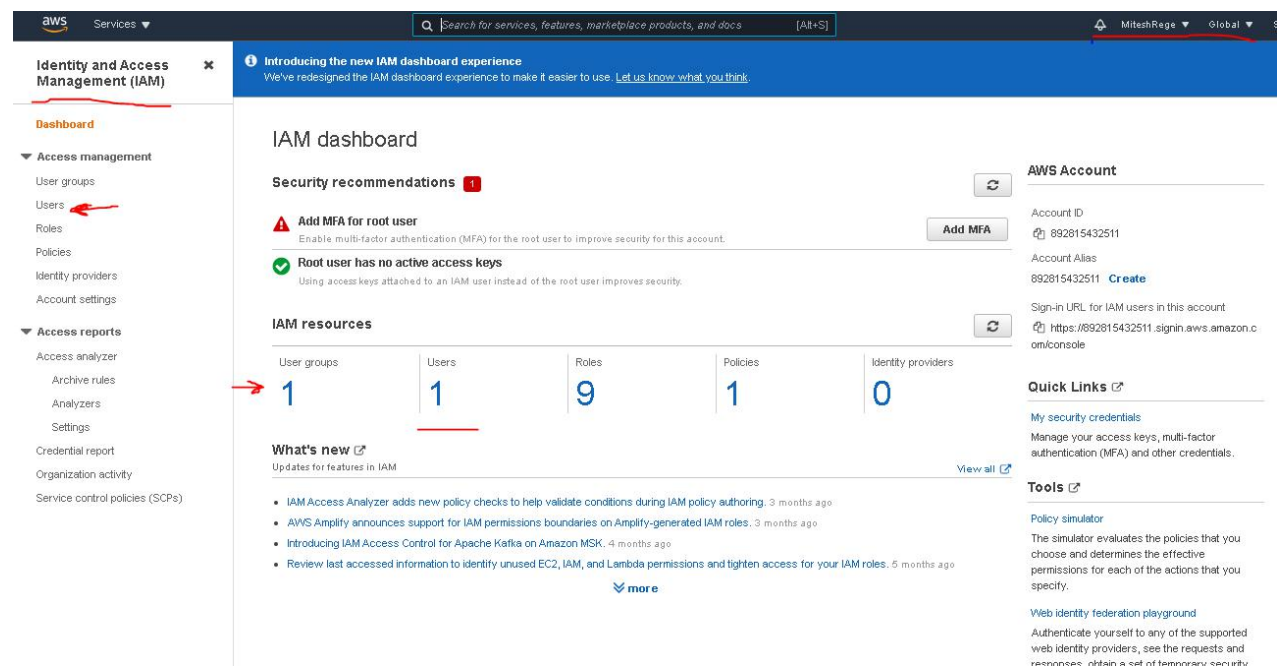 aws
Services ▼
Search for services, features, marketplace products, and docs
[Alt+S]
MiteshRege ▼
Global ▼
Identity and Access
Management (IAM)
Dashboard
Access management
User groups
Users
Roles
Policies
Identity providers
Account settings
Access reports
Access analyzer
Archive rules
Analyzers
Settings
Credential report
Organization activity
Service control policies (SCPs)
Introducing the new IAM dashboard experience
We've redesigned the IAM dashboard experience to make it easier to use. Let us know what you think.
IAM dashboard
Security recommendations 1
Add MFA for root user
Enable multi-factor authentication (MFA) for the root user to improve security for this account.
Add MFA
Root user has no active access keys
Using access keys attached to an IAM user instead of the root user improves security.
IAM resources
User groups
1
Users
1
Roles
9
Policies
1
Identity providers
0
What's new
Updates for features in IAM
View all
IAM Access Analyzer adds new policy checks to help validate conditions during IAM policy authoring. 3 months ago
AWS Amplify announces support for IAM permissions boundaries on Amplify-generated IAM roles. 3 months ago
Introducing IAM Access Control for Apache Kafka on Amazon MSK. 4 months ago
Review last accessed information to identify unused EC2, IAM, and Lambda permissions and tighten access for your IAM roles. 5 months ago
more
AWS Account
Account ID
892815432511
Account Alias
892815432511 Create
Sign-in URL for IAM users in this account
https://892815432511.signin.aws.amazon.c
om/console
Quick Links
My security credentials
Manage your access keys, multi-factor
authentication (MFA) and other credentials.
Tools
Policy simulator
The simulator evaluates the policies that you
choose and determines the effective
permissions for each of the actions that you
specify.
Web identity federation playground
Authenticate yourself to any of the supported
web identity providers, see the requests and
responses, obtain a set of temporary security